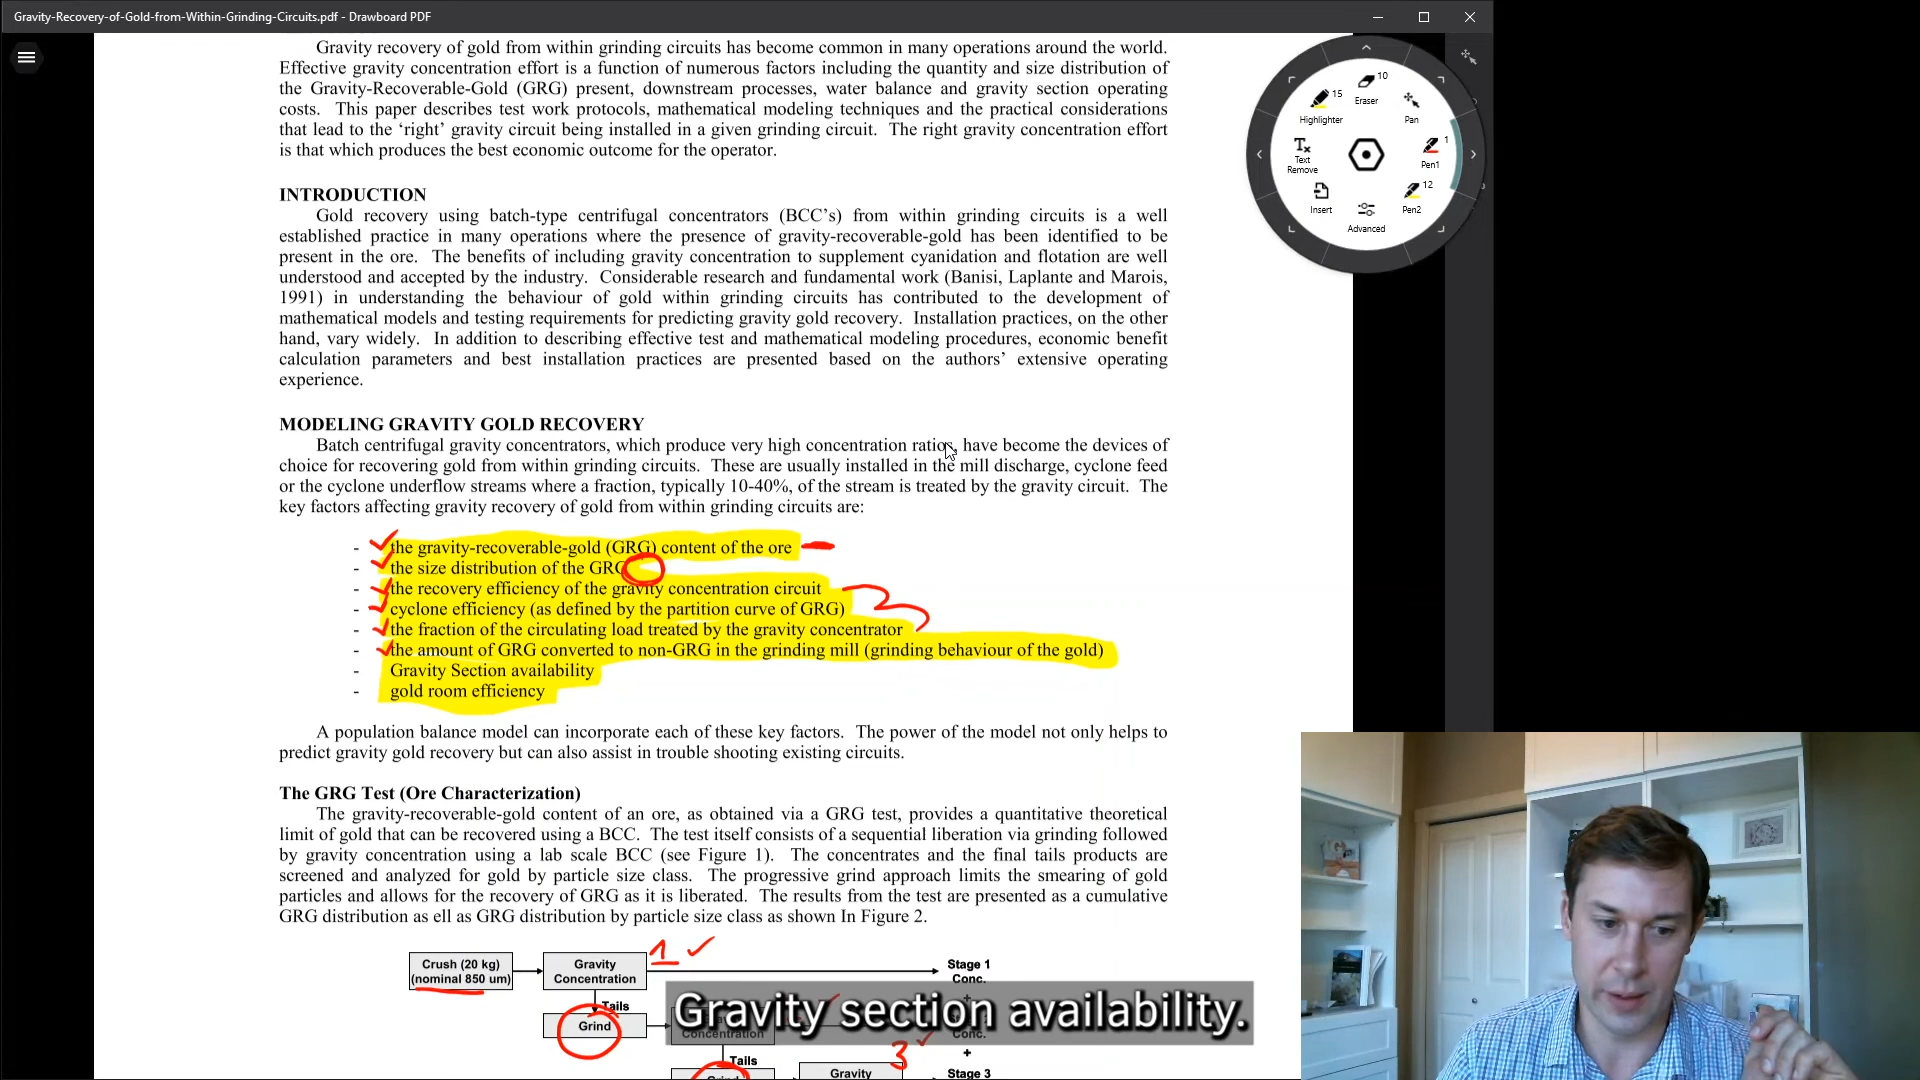 Gravity-Recovery-of-Gold-from-Within-Grinding-Circuits.pdf - Drawboard PDF
Gravity recovery of gold from within grinding circuits has become common in many operations around the world.
Effective gravity concentration effort is a function of numerous factors including the quantity and size distribution of
the Gravity-Recoverable-Gold (GRG) present, downstream processes, water balance and gravity section operating
costs. This paper describes test work protocols, mathematical modeling techniques and the practical considerations
that lead to the ‘right’ gravity circuit being installed in a given grinding circuit. The right gravity concentration effort
is that which produces the best economic outcome for the operator.
10
Eraser
15
Highlighter
Pan
1
Pen1
Tx
Text
Remove
12
Pen2
Insert
Advanced
INTRODUCTION
Gold recovery using batch-type centrifugal concentrators (BCC’s) from within grinding circuits is a well
established practice in many operations where the presence of gravity-recoverable-gold has been identified to be
present in the ore. The benefits of including gravity concentration to supplement cyanidation and flotation are well
understood and accepted by the industry. Considerable research and fundamental work (Banisi, Laplante and Marois,
1991) in understanding the behaviour of gold within grinding circuits has contributed to the development of
mathematical models and testing requirements for predicting gravity gold recovery. Installation practices, on the other
hand, vary widely. In addition to describing effective test and mathematical modeling procedures, economic benefit
calculation parameters and best installation practices are presented based on the authors’ extensive operating
experience.
MODELING GRAVITY GOLD RECOVERY
Batch centrifugal gravity concentrators, which produce very high concentration ratios, have become the devices of
choice for recovering gold from within grinding circuits. These are usually installed in the mill discharge, cyclone feed
or the cyclone underflow streams where a fraction, typically 10-40%, of the stream is treated by the gravity circuit. The
key factors affecting gravity recovery of gold from within grinding circuits are:
- the gravity-recoverable-gold (GRG) content of the ore
- the size distribution of the GRG
- the recovery efficiency of the gravity concentration circuit
- cyclone efficiency (as defined by the partition curve of GRG)
- the fraction of the circulating load treated by the gravity concentrator
- the amount of GRG converted to non-GRG in the grinding mill (grinding behaviour of the gold)
- Gravity Section availability
- gold room efficiency
A population balance model can incorporate each of these key factors. The power of the model not only helps to
predict gravity gold recovery but can also assist in trouble shooting existing circuits.
The GRG Test (Ore Characterization)
The gravity-recoverable-gold content of an ore, as obtained via a GRG test, provides a quantitative theoretical
limit of gold that can be recovered using a BCC. The test itself consists of a sequential liberation via grinding followed
by gravity concentration using a lab scale BCC (see Figure 1). The concentrates and the final tails products are
screened and analyzed for gold by particle size class. The progressive grind approach limits the smearing of gold
particles and allows for the recovery of GRG as it is liberated. The results from the test are presented as a cumulative
GRG distribution as ell as GRG distribution by particle size class as shown In Figure 2.
Crush (20 kg)
(nominal 850 um)
Gravity
Concentration
1
Stage 1
Conc.
Tails
Grind
Concentration
Conc.
Gravity section availability.
3
+
Tails
Grind
Gravity
Stage 3